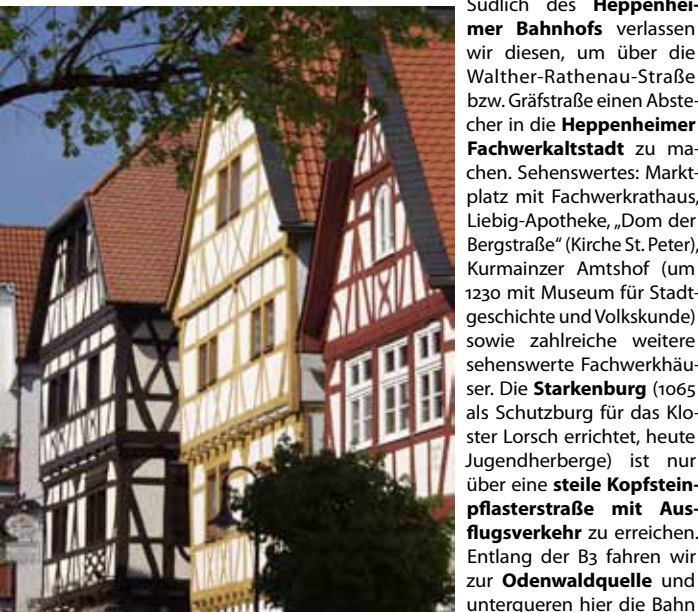 Südlich des Heppenhei-
mer Bahnhofs verlassen
wir diesen, um über die
Walther-Rathenau-Straße
bzw. Gräfstraße einen Abste-
cher in die Heppenheimer
Fachwerkaltstadt zu ma-
chen. Sehenswertes: Markt-
platz mit Fachwerkrathaus,
Liebig-Apotheke, „Dom der
Bergstraße“ (Kirche St. Peter),
Kurmainzer Amtshof (um
1230 mit Museum für Stadt-
geschichte und Volkskunde)
sowie zahlreiche weitere
sehenswerte Fachwerkhäu-
ser. Die Starkenburg (1065
als Schutzburg für das Klo-
ster Lorsch errichtet, heute
Jugendherberge) ist nur
über eine steile Kopfstein-
pflasterstraße mit Aus-
flugsverkehr zu erreichen.
Entlang der B3 fahren wir
zur Odenwaldquelle und
unterqueren hier die Bahn